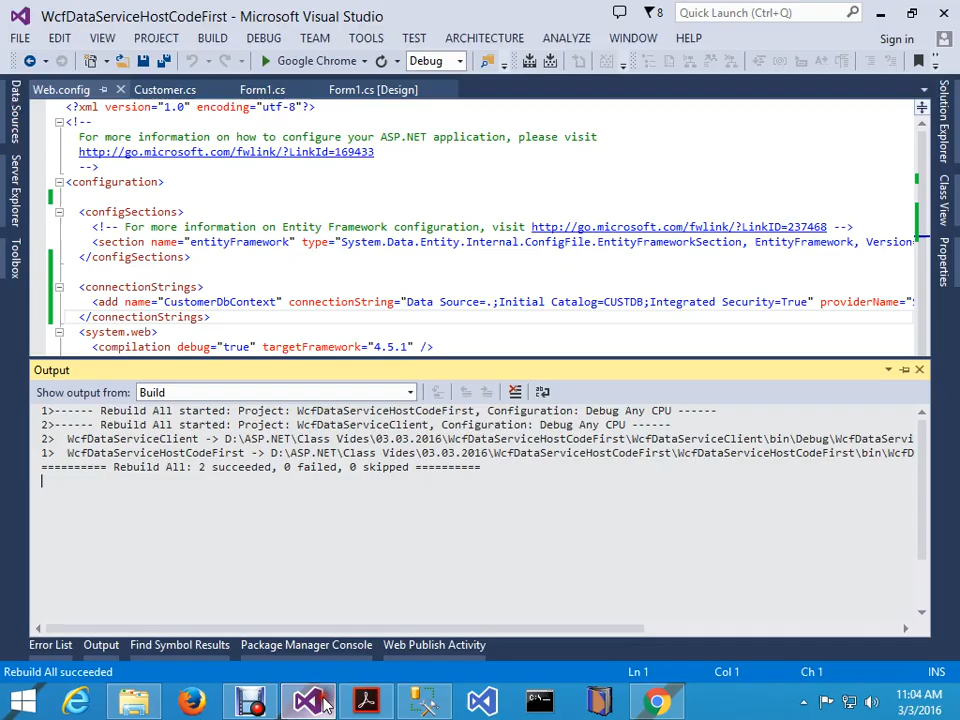 WcfDataServiceHostCodeFirst - Microsoft Visual Studio
8
Quick Launch (Ctrl+Q)
FILE EDIT VIEW PROJECT BUILD DEBUG TEAM TOOLS TEST ARCHITECTURE ANALYZE WINDOW HELP
Sign in
Google Chrome
Debug
Web.config
Customer.cs
Form1.cs
Form1.cs [Design]
Data Sources
Server Explorer
Toolbox
Solution Explorer
Class View
Properties
<?xml version="1.0" encoding="utf-8"?>
<!--
For more information on how to configure your ASP.NET application, please visit
http://go.microsoft.com/fwlink/?LinkId=169433
-->
<configuration>
<configSections>
<!-- For more information on Entity Framework configuration, visit http://go.microsoft.com/fwlink/?LinkID=237468 -->
<section name="entityFramework" type="System.Data.Entity.Internal.ConfigFile.EntityFrameworkSection, EntityFramework, Version=
</configSections>
<connectionStrings>
<add name="CustomerDbContext" connectionString="Data Source=.;Initial Catalog=CUSTDB;Integrated Security=True" providerName="S
</connectionStrings>
<system.web>
<compilation debug="true" targetFramework="4.5.1" />
Output
Show output from: Build
1>------ Rebuild All started: Project: WcfDataServiceHostCodeFirst, Configuration: Debug Any CPU ------
2>------ Rebuild All started: Project: WcfDataServiceClient, Configuration: Debug Any CPU ------
2>  WcfDataServiceClient -> D:\ASP.NET\Class Vides\03.03.2016\WcfDataServiceHostCodeFirst\WcfDataServiceClient\bin\Debug\WcfDataServi
1>  WcfDataServiceHostCodeFirst -> D:\ASP.NET\Class Vides\03.03.2016\WcfDataServiceHostCodeFirst\WcfDataServiceHostCodeFirst\bin\WcfD
========== Rebuild All: 2 succeeded, 0 failed, 0 skipped ==========
Error List Output Find Symbol Results Package Manager Console Web Publish Activity
Rebuild All succeeded
Ln 1
Col 1
Ch 1
INS
11:04 AM
3/3/2016